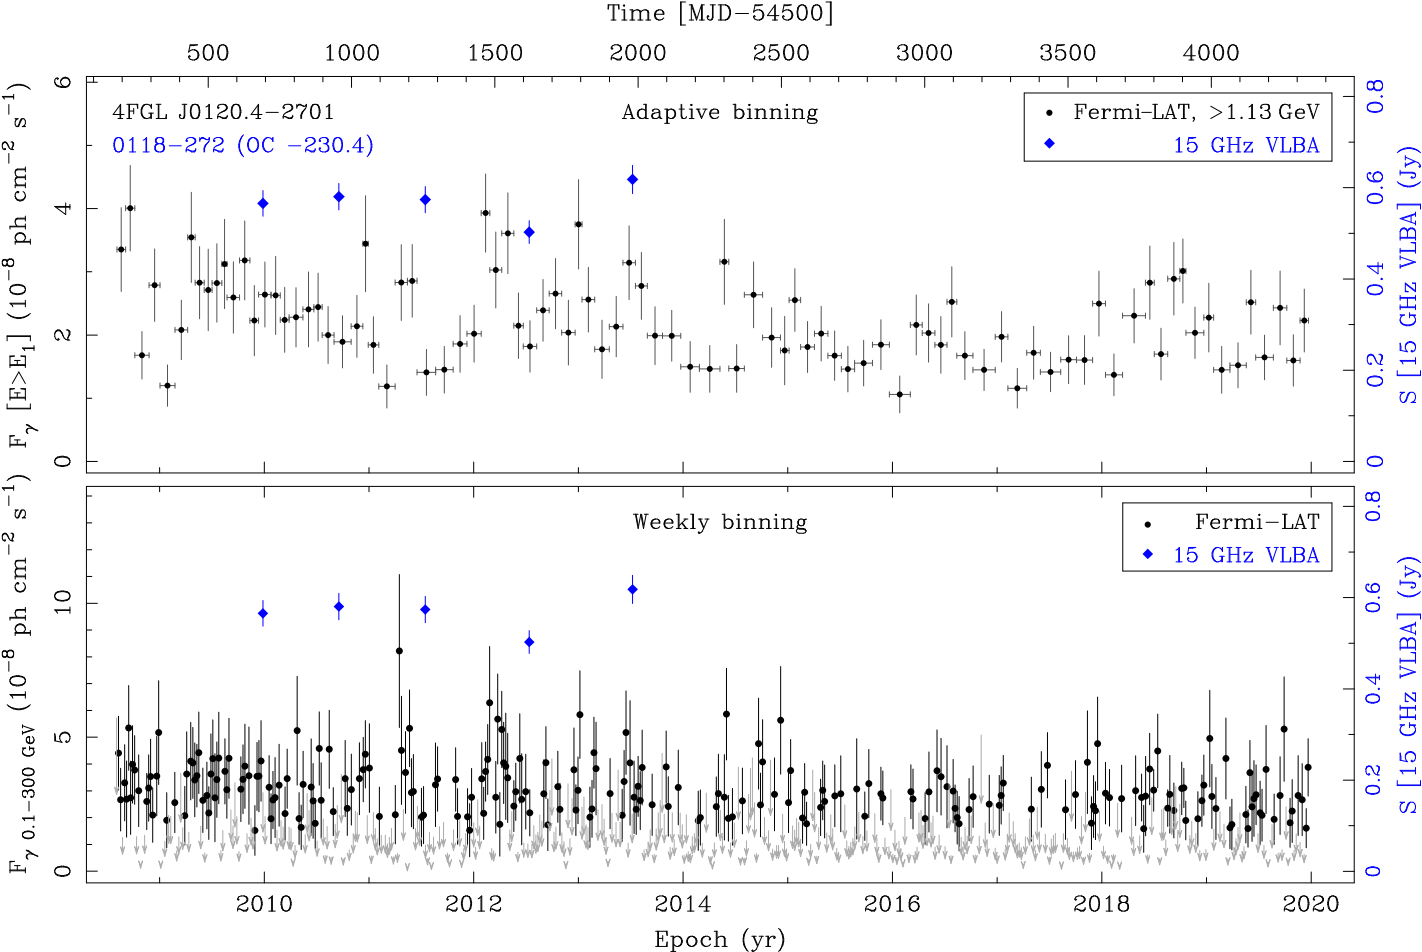 Time [MJD−54500]
500 1000 1500 2000 2500 3000 3500 4000
4FGL J0120.4−2701
0118−272 (OC −230.4)
Adaptive binning
Fermi−LAT, >1.13 GeV
15 GHz VLBA
6
4
2
0
F_γ [E>E_1] (10^−8 ph cm^−2 s^−1)
0.8
0.6
0.4
0.2
0
S [15 GHz VLBA] (Jy)
Weekly binning
Fermi−LAT
15 GHz VLBA
10
5
0
F_γ 0.1−300 GeV (10^−8 ph cm^−2 s^−1)
0.8
0.6
0.4
0.2
0
S [15 GHz VLBA] (Jy)
2010 2012 2014 2016 2018 2020
Epoch (yr)